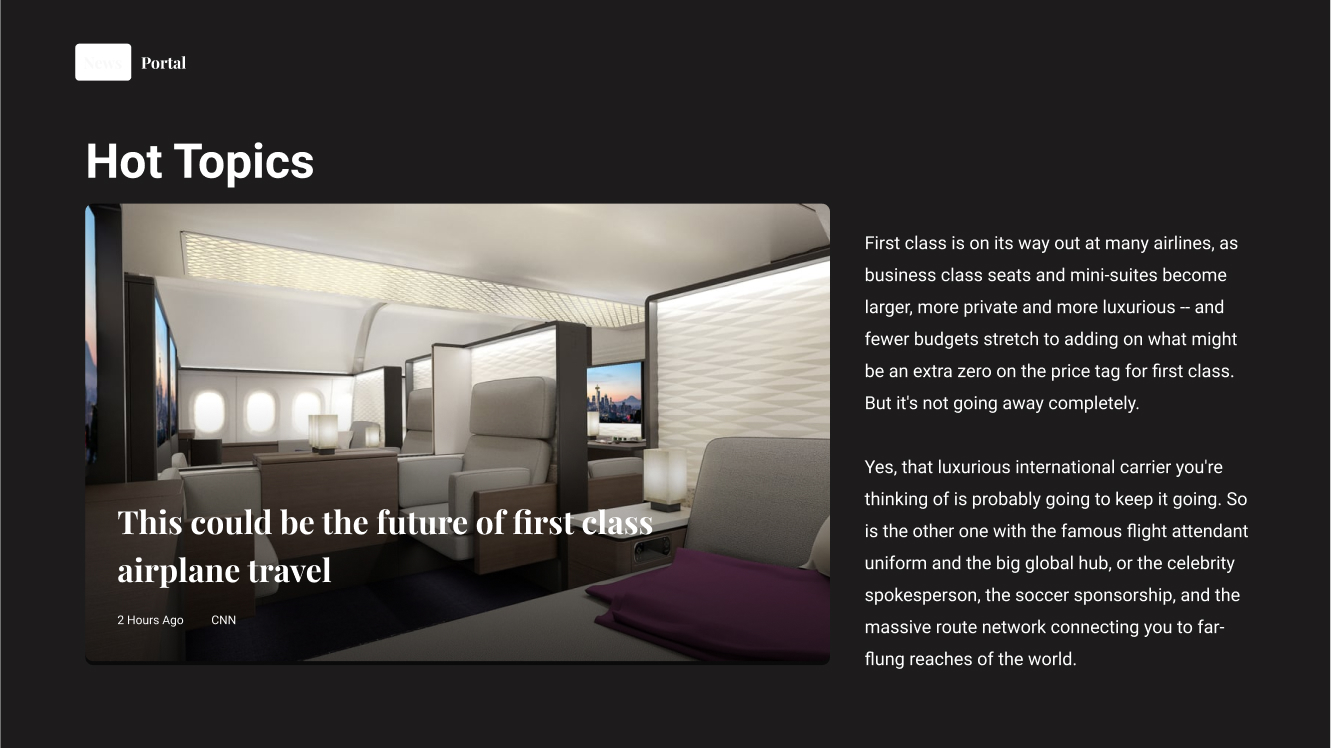 News Portal
Hot Topics
This could be the future of first class
airplane travel
2 Hours Ago CNN
First class is on its way out at many airlines, as
business class seats and mini-suites become
larger, more private and more luxurious -- and
fewer budgets stretch to adding on what might
be an extra zero on the price tag for first class.
But it's not going away completely.
Yes, that luxurious international carrier you're
thinking of is probably going to keep it going. So
is the other one with the famous flight attendant
uniform and the big global hub, or the celebrity
spokesperson, the soccer sponsorship, and the
massive route network connecting you to far-
flung reaches of the world.